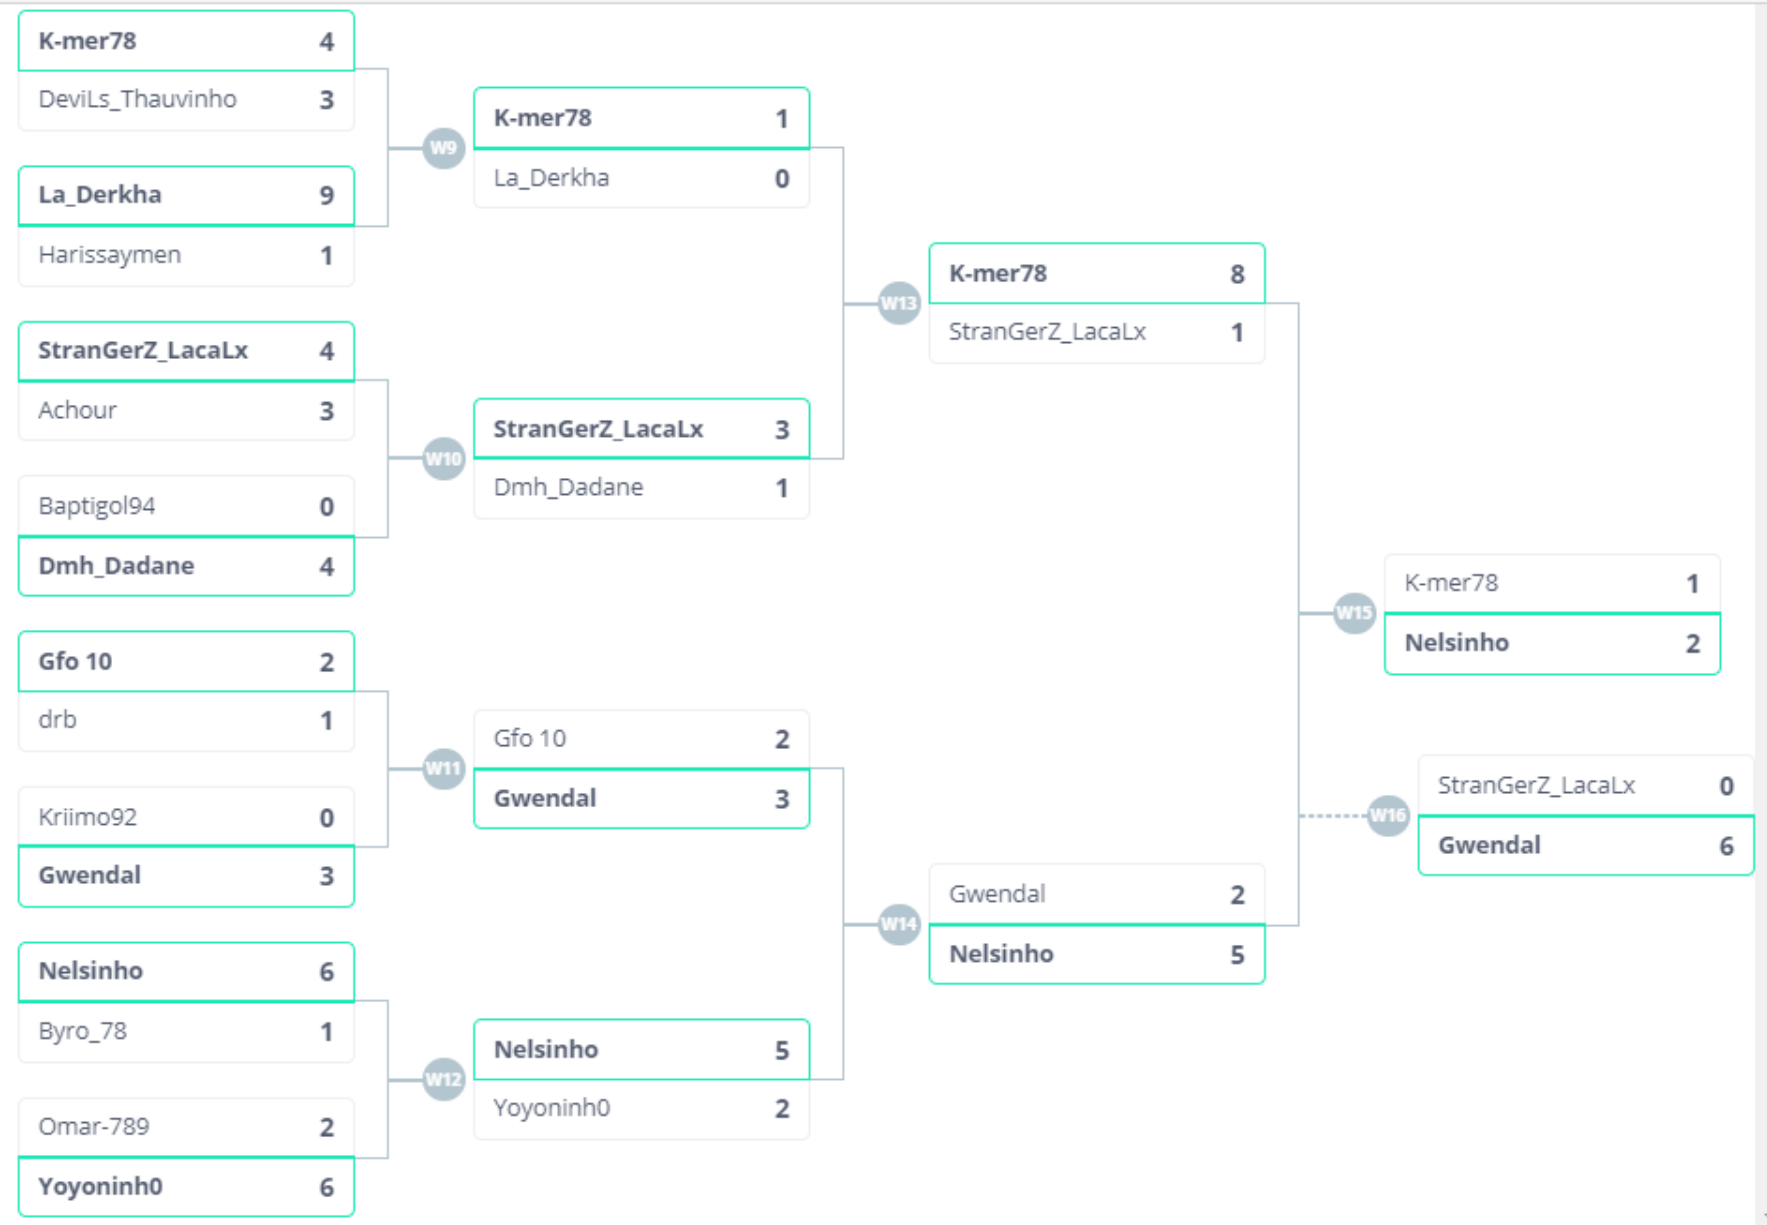 K-mer78 4
DeviLs_Thauvinho 3
La_Derkha 9
Harissaymen 1
StranGerZ_LacaLx 4
Achour 3
Baptigol94 0
Dmh_Dadane 4
Gfo 10 2
drb 1
Kriimo92 0
Gwendal 3
Nelsinho 6
Byro_78 1
Omar-789 2
Yoyoninh0 6
W9
K-mer78 1
La_Derkha 0
W10
StranGerZ_LacaLx 3
Dmh_Dadane 1
W11
Gfo 10 2
Gwendal 3
W12
Nelsinho 5
Yoyoninh0 2
W13
K-mer78 8
StranGerZ_LacaLx 1
W14
Gwendal 2
Nelsinho 5
W15
K-mer78 1
Nelsinho 2
W16
StranGerZ_LacaLx 0
Gwendal 6